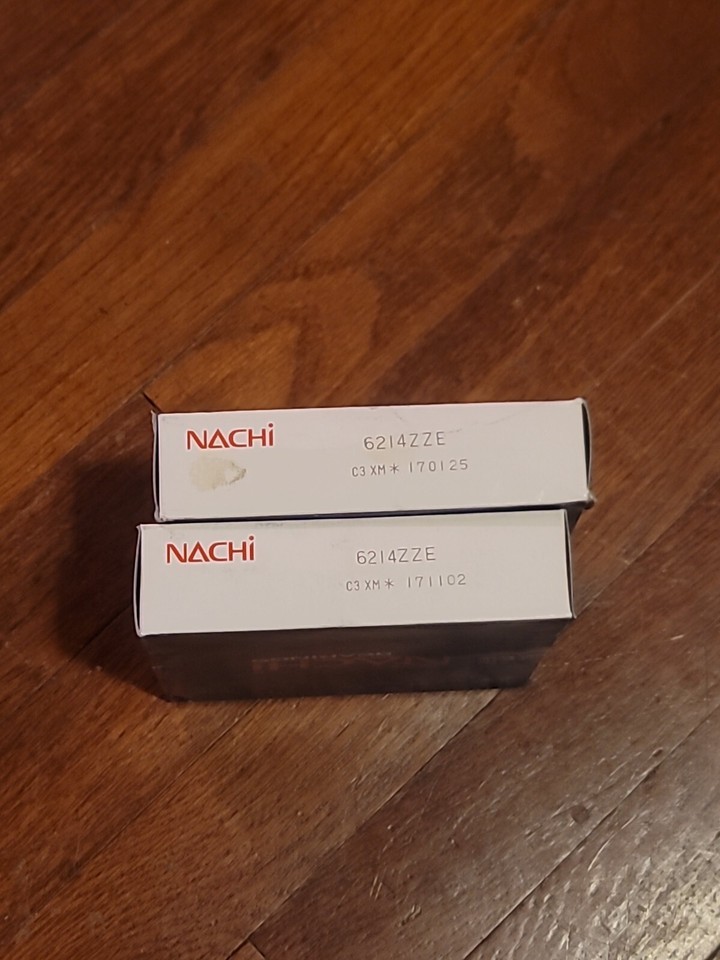 NACHi 6214ZZE
C3 XM* 170125
NACHi 6214ZZE
C3 XM* 171102